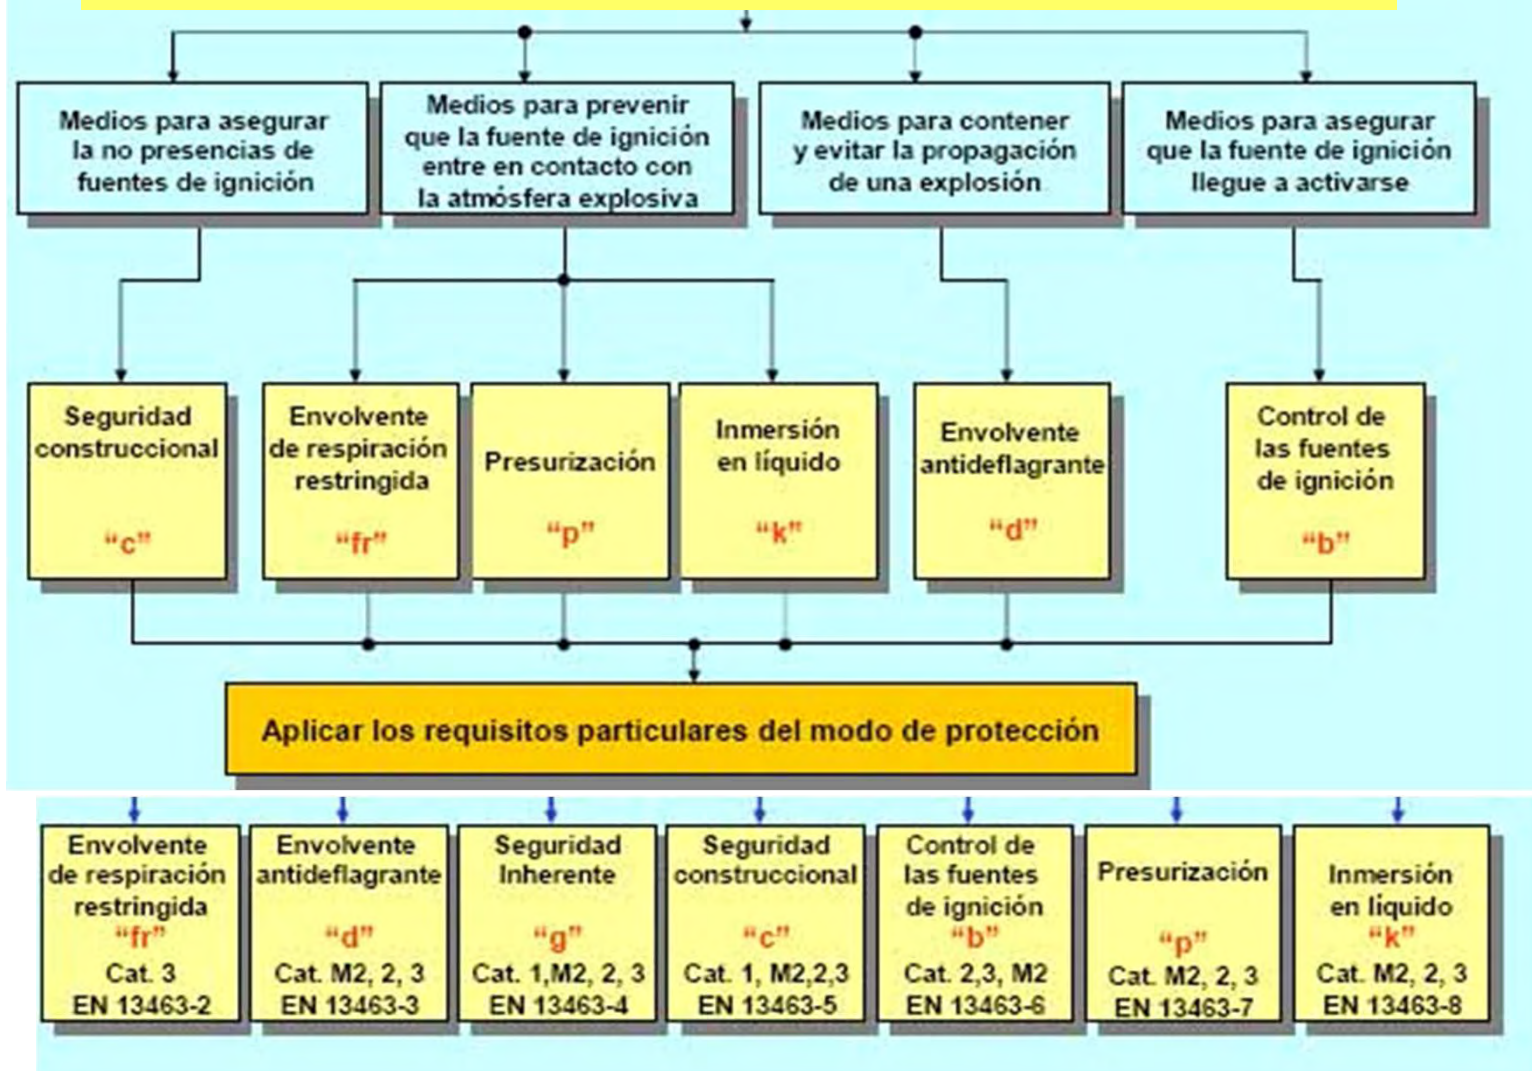 Medios para asegurar
la no presencias de
fuentes de ignición
Medios para prevenir
que la fuente de ignición
entre en contacto con
la atmósfera explosiva
Medios para contener
y evitar la propagación
de una explosión
Medios para asegurar
que la fuente de ignición
llegue a activarse
Seguridad
construccional
“c”
Envolvente
de respiración
restringida
“fr”
Presurización
“p”
Inmersión
en líquido
“k”
Envolvente
antideflagrante
“d”
Control de
las fuentes
de ignición
“b”
Aplicar los requisitos particulares del modo de protección
Envolvente
de respiración
restringida
“fr”
Cat. 3
EN 13463-2
Envolvente
antideflagrante
“d”
Cat. M2, 2, 3
EN 13463-3
Seguridad
Inherente
“g”
Cat. 1,M2, 2, 3
EN 13463-4
Seguridad
construccional
“c”
Cat. 1, M2,2,3
EN 13463-5
Control de
las fuentes
de ignición
“b”
Cat. 2,3, M2
EN 13463-6
Presurización
“p”
Cat. M2, 2, 3
EN 13463-7
Inmersión
en líquido
“k”
Cat. M2, 2, 3
EN 13463-8